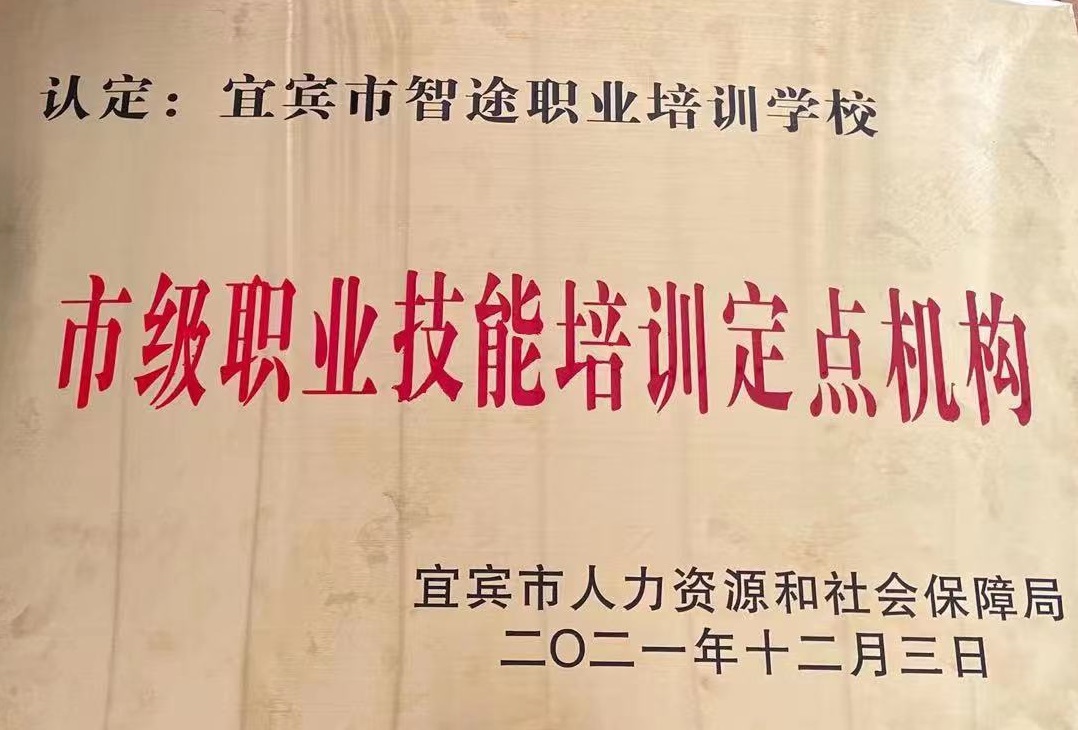 认定：宜宾市智途职业培训学校
市级职业技能培训定点机构
宜宾市人力资源和社会保障局
二〇二一年十二月三日